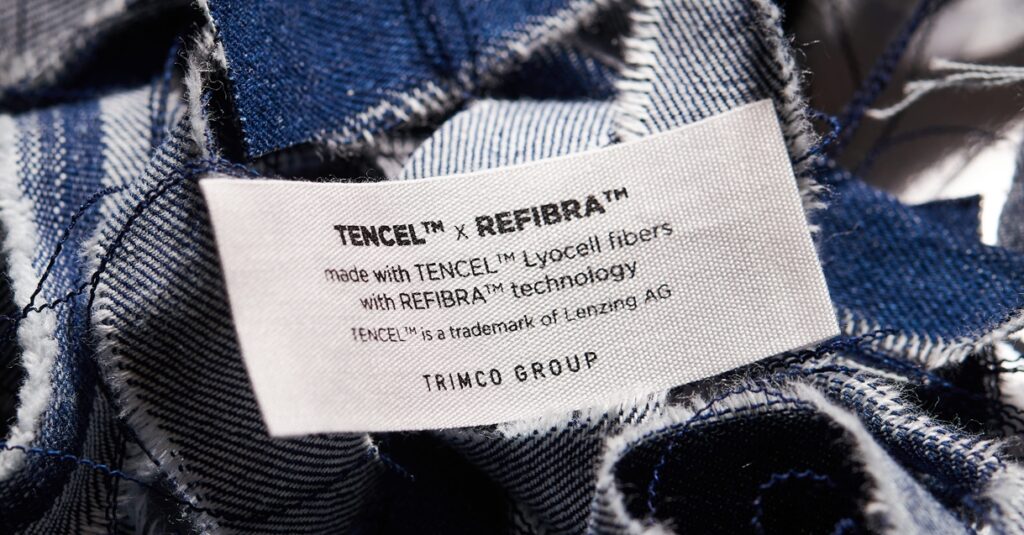 TENCEL™ x REFIBRA™
made with TENCEL™ Lyocell fibers
with REFIBRA™ technology
TENCEL™ is a trademark of Lenzing AG
TRIMCO GROUP